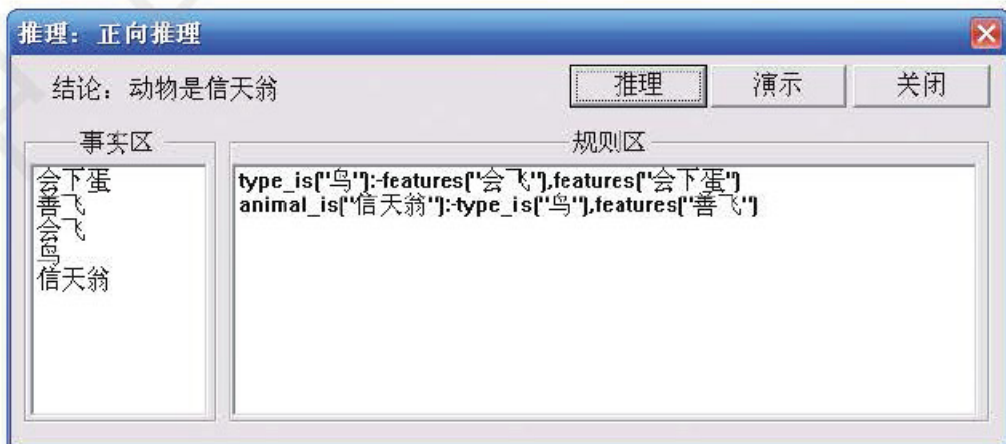 推理：正向推理
结论：动物是信天翁
推理
演示
关闭
事实区
会下蛋
善飞
会飞
鸟
信天翁
规则区
type_is("鸟"):-features("会飞"),features("会下蛋")
animal_is("信天翁"):-type_is("鸟"),features("善飞")